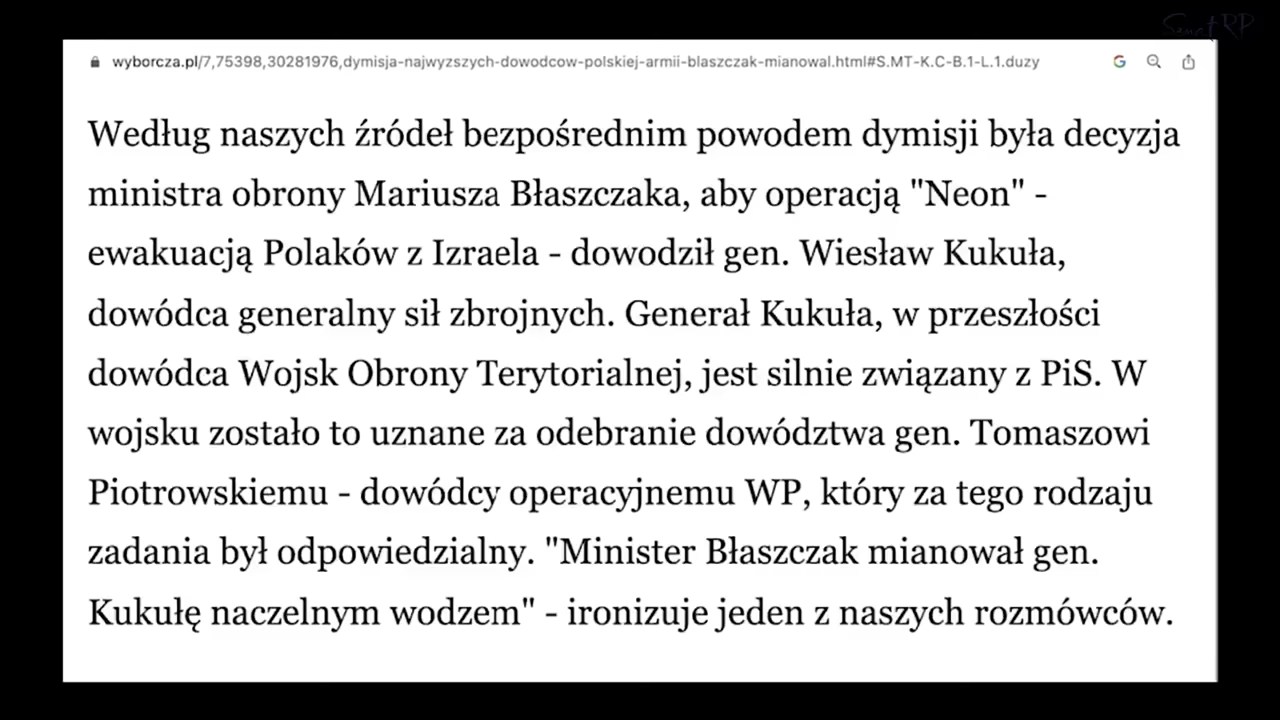 Senat RP
wyborcza.pl/7,75398,30281976,dymisja-najwyzszych-dowodcow-polskiej-armii-blaszczak-mianowal.html#S.MT-K.C-B.1-L.1.duzy
Według naszych źródeł bezpośrednim powodem dymisji była decyzja
ministra obrony Mariusza Błaszczaka, aby operacją "Neon" -
ewakuacją Polaków z Izraela - dowodził gen. Wiesław Kukuła,
dowódca generalny sił zbrojnych. Generał Kukuła, w przeszłości
dowódca Wojsk Obrony Terytorialnej, jest silnie związany z PiS. W
wojsku zostało to uznane za odebranie dowództwa gen. Tomaszowi
Piotrowskiemu - dowódcy operacyjnemu WP, który za tego rodzaju
zadania był odpowiedzialny. "Minister Błaszczak mianował gen.
Kukułę naczelnym wodzem" - ironizuje jeden z naszych rozmówców.